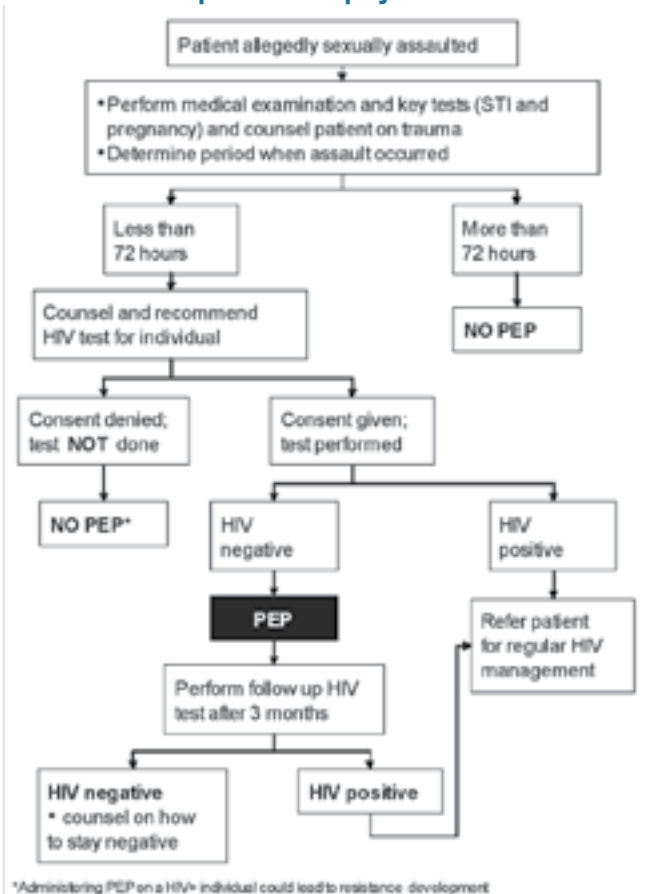 Patient allegedly sexually assaulted
•Perform medical examination and key tests (STI and
pregnancy) and counsel patient on trauma
•Determine period when assault occurred
Less than
72 hours
More than
72 hours
Counsel and recommend
HIV test for individual
NO PEP
Consent denied;
test NOT done
Consent given;
test performed
NO PEP*
HIV
negative
HIV
positive
PEP
Refer patient
for regular HIV
management
Perform follow up HIV
test after 3 months
HIV negative
• counsel on how
to stay negative
HIV positive
*Administering PEP on a HIV+ individual could lead to resistance development